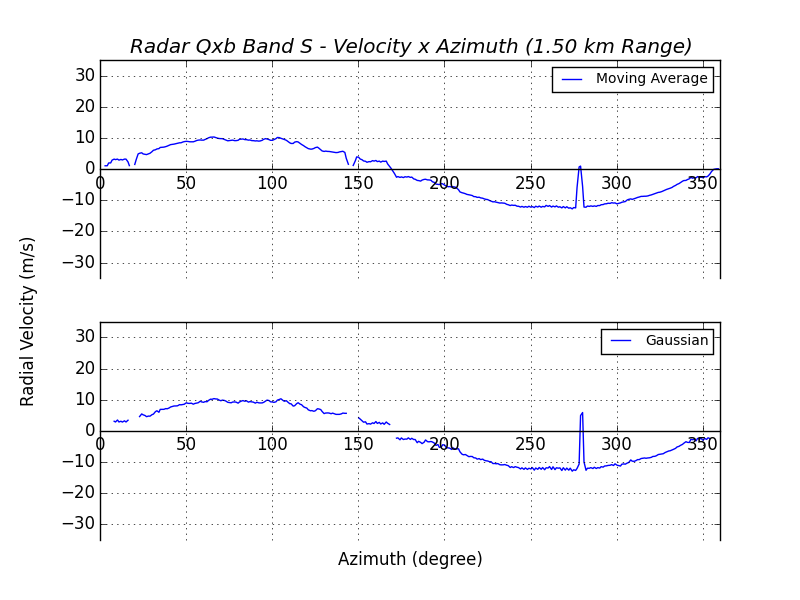 Radar Qxb Band S - Velocity x Azimuth (1.50 km Range)
30
20
10
0
−10
−20
−30
0 50 100 150 200 250 300 350
Moving Average
Radial Velocity (m/s)
30
20
10
0
−10
−20
−30
0 50 100 150 200 250 300 350
Gaussian
Azimuth (degree)